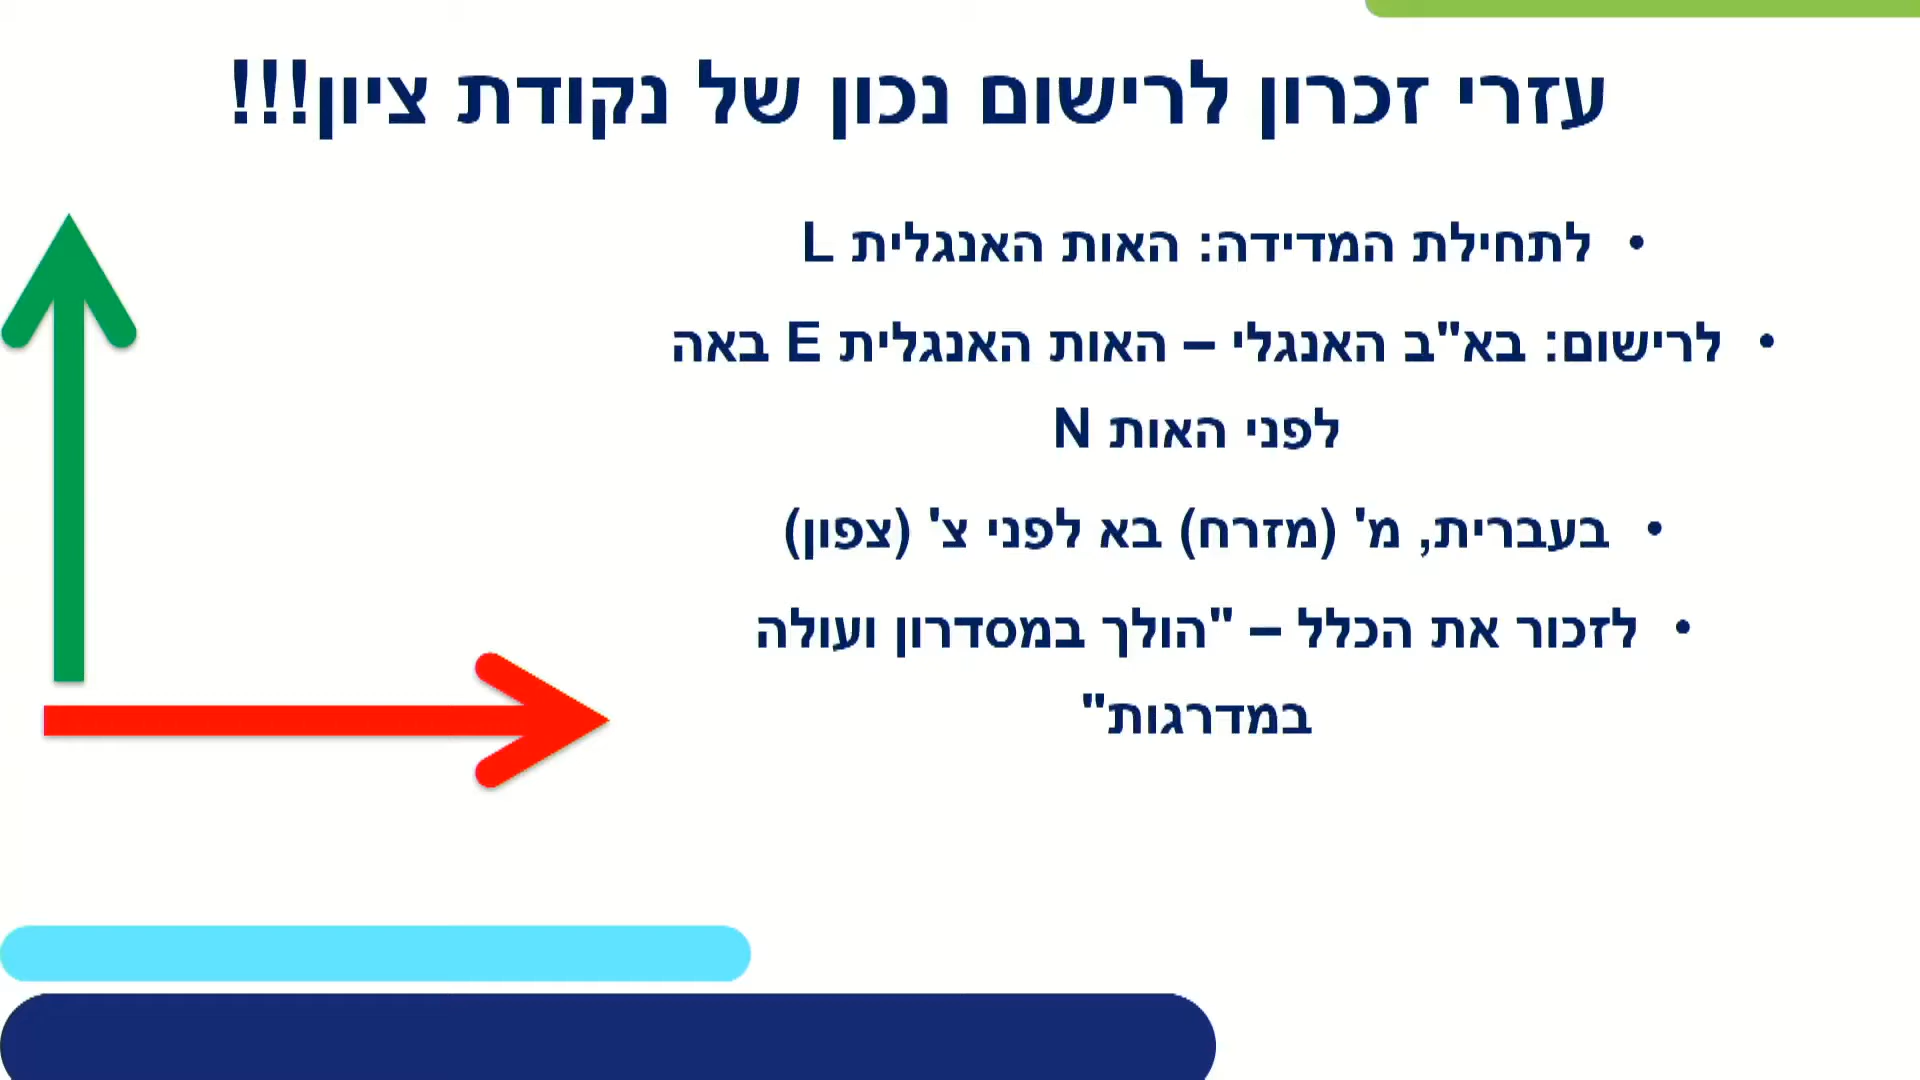 עזרי זכרון לרישום נכון של נקודת ציון!!!
• לתחילת המדידה: האות האנגלית L
• לרישום: בא"ב האנגלי – האות האנגלית E באה
לפני האות N
• בעברית, מ' (מזרח) בא לפני צ' (צפון)
• לזכור את הכלל – "הולך במסדרון ועולה
במדרגות"